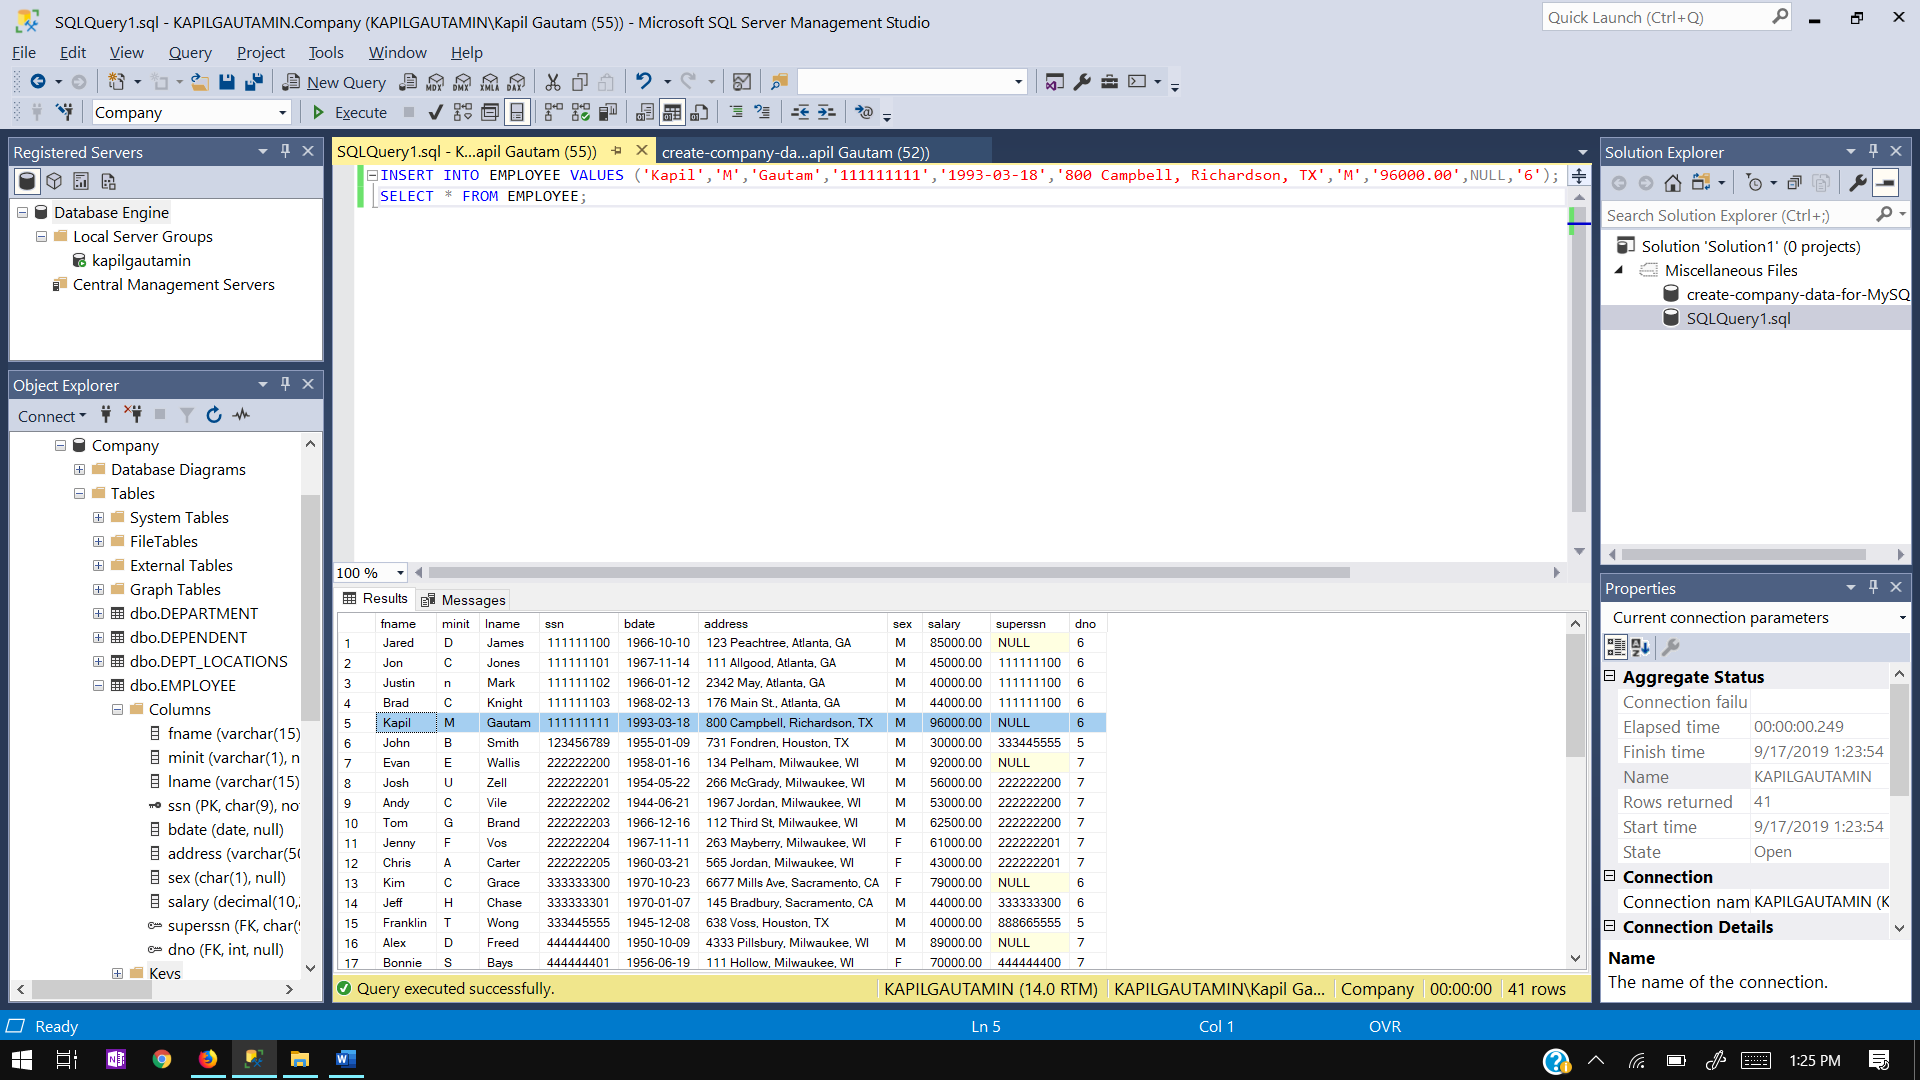 SQLQuery1.sql - KAPILGAUTAMIN.Company (KAPILGAUTAMIN\Kapil Gautam (55)) - Microsoft SQL Server Management Studio
Quick Launch (Ctrl+Q)
File Edit View Query Project Tools Window Help
New Query MDX DMX XMLA DAX
Company Execute
Registered Servers
Database Engine
Local Server Groups
kapilgautamin
Central Management Servers
Object Explorer
Connect
Company
Database Diagrams
Tables
System Tables
FileTables
External Tables
Graph Tables
dbo.DEPARTMENT
dbo.DEPENDENT
dbo.DEPT_LOCATIONS
dbo.EMPLOYEE
Columns
fname (varchar(15)
minit (varchar(1), n
lname (varchar(15)
ssn (PK, char(9), no
bdate (date, null)
address (varchar(50
sex (char(1), null)
salary (decimal(10,2
superssn (FK, char(9
dno (FK, int, null)
Keys
SQLQuery1.sql - K...apil Gautam (55)) create-company-da...apil Gautam (52))
INSERT INTO EMPLOYEE VALUES ('Kapil','M','Gautam','111111111','1993-03-18','800 Campbell, Richardson, TX','M','96000.00',NULL,'6');
SELECT * FROM EMPLOYEE;
100 %
Results Messages
fname minit lname ssn bdate address sex salary superssn dno
1 Jared D James 111111100 1966-10-10 123 Peachtree, Atlanta, GA M 85000.00 NULL 6
2 Jon C Jones 111111101 1967-11-14 111 Allgood, Atlanta, GA M 45000.00 111111100 6
3 Justin n Mark 111111102 1966-01-12 2342 May, Atlanta, GA M 40000.00 111111100 6
4 Brad C Knight 111111103 1968-02-13 176 Main St., Atlanta, GA M 44000.00 111111100 6
5 Kapil M Gautam 111111111 1993-03-18 800 Campbell, Richardson, TX M 96000.00 NULL 6
6 John B Smith 123456789 1955-01-09 731 Fondren, Houston, TX M 30000.00 333445555 5
7 Evan E Wallis 222222200 1958-01-16 134 Pelham, Milwaukee, WI M 92000.00 NULL 7
8 Josh U Zell 222222201 1954-05-22 266 McGrady, Milwaukee, WI M 56000.00 222222200 7
9 Andy C Vile 222222202 1944-06-21 1967 Jordan, Milwaukee, WI M 53000.00 222222200 7
10 Tom G Brand 222222203 1966-12-16 112 Third St, Milwaukee, WI M 62500.00 222222200 7
11 Jenny F Vos 222222204 1967-11-11 263 Mayberry, Milwaukee, WI F 61000.00 222222201 7
12 Chris A Carter 222222205 1960-03-21 565 Jordan, Milwaukee, WI F 43000.00 222222201 7
13 Kim C Grace 333333300 1970-10-23 6677 Mills Ave, Sacramento, CA F 79000.00 NULL 6
14 Jeff H Chase 333333301 1970-01-07 145 Bradbury, Sacramento, CA M 44000.00 333333300 6
15 Franklin T Wong 333445555 1945-12-08 638 Voss, Houston, TX M 40000.00 888665555 5
16 Alex D Freed 444444400 1950-10-09 4333 Pillsbury, Milwaukee, WI M 89000.00 NULL 7
17 Bonnie S Bays 444444401 1956-06-19 111 Hollow, Milwaukee, WI F 70000.00 444444400 7
Query executed successfully. KAPILGAUTAMIN (14.0 RTM) KAPILGAUTAMIN\Kapil Ga... Company 00:00:00 41 rows
Solution Explorer
Search Solution Explorer (Ctrl+;)
Solution 'Solution1' (0 projects)
Miscellaneous Files
create-company-data-for-MySQ
SQLQuery1.sql
Properties
Current connection parameters
Aggregate Status
Connection failu
Elapsed time 00:00:00.249
Finish time 9/17/2019 1:23:54
Name KAPILGAUTAMIN
Rows returned 41
Start time 9/17/2019 1:23:54
State Open
Connection
Connection nam KAPILGAUTAMIN (K
Connection Details
Name
The name of the connection.
Ready Ln 5 Col 1 OVR
1:25 PM